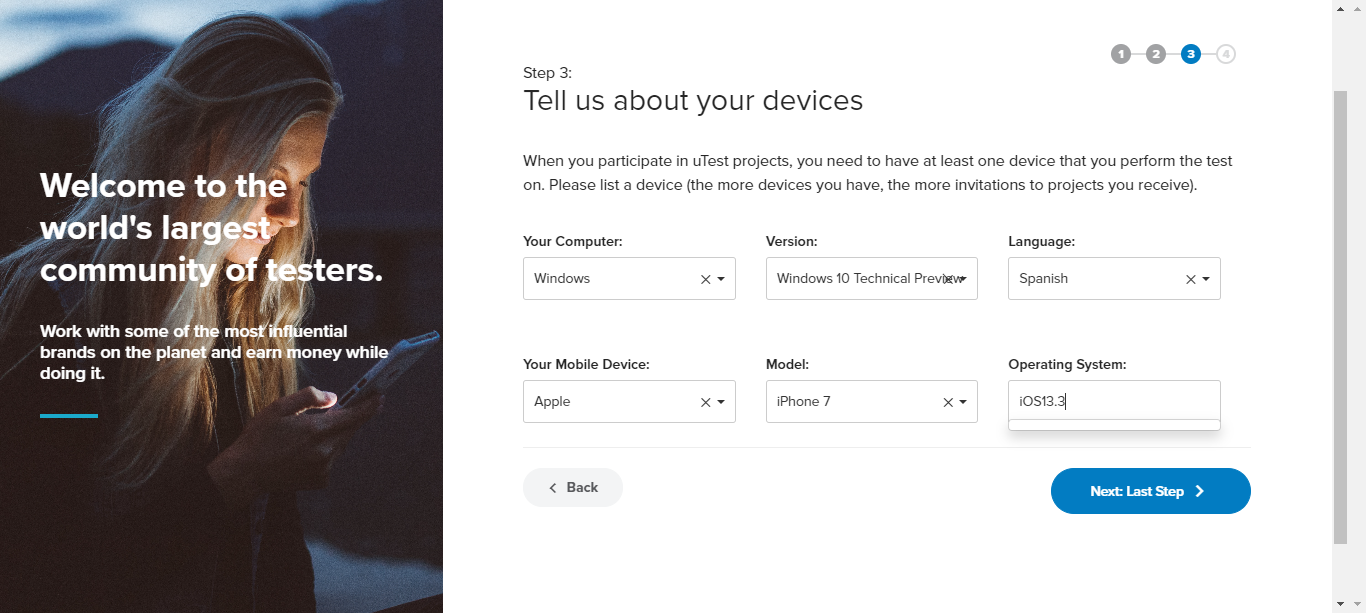 Welcome to the
world's largest
community of testers.
Work with some of the most influential
brands on the planet and earn money while
doing it.
1 2 3 4
Step 3:
Tell us about your devices
When you participate in uTest projects, you need to have at least one device that you perform the test
on. Please list a device (the more devices you have, the more invitations to projects you receive).
Your Computer: Version: Language:
Windows Windows 10 Technical Preview Spanish
Your Mobile Device: Model: Operating System:
Apple iPhone 7 iOS13.3
Back Next: Last Step